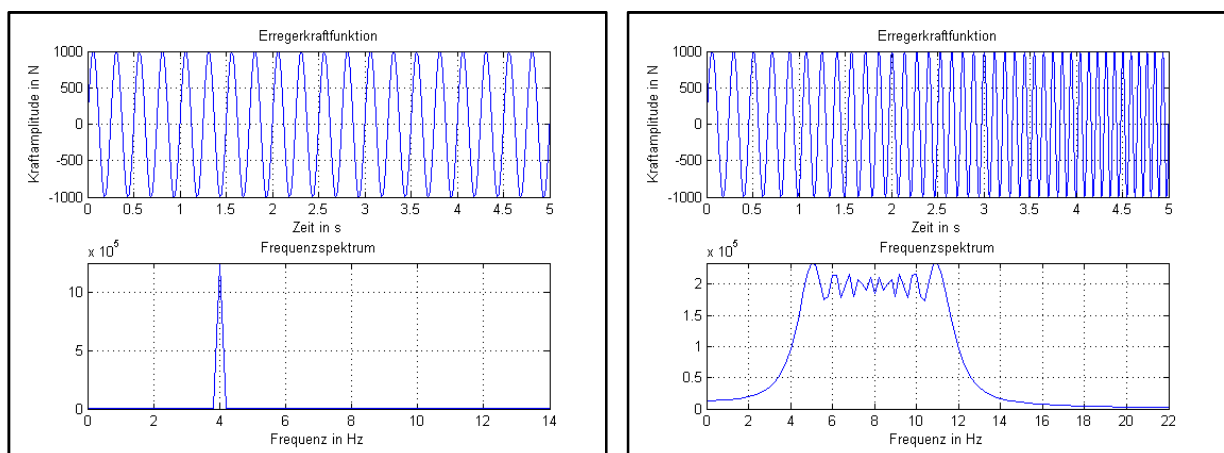 Erregerkraftfunktion
Kraftamplitude in N
1000
500
0
-500
-1000
0 0.5 1 1.5 2 2.5 3 3.5 4 4.5 5
Zeit in s
Frequenzspektrum
x 10^5
10
5
0
0 2 4 6 8 10 12 14
Frequenz in Hz
Erregerkraftfunktion
Kraftamplitude in N
1000
500
0
-500
-1000
0 0.5 1 1.5 2 2.5 3 3.5 4 4.5 5
Zeit in s
Frequenzspektrum
x 10^5
2
1.5
1
0.5
0
0 2 4 6 8 10 12 14 16 18 20 22
Frequenz in Hz